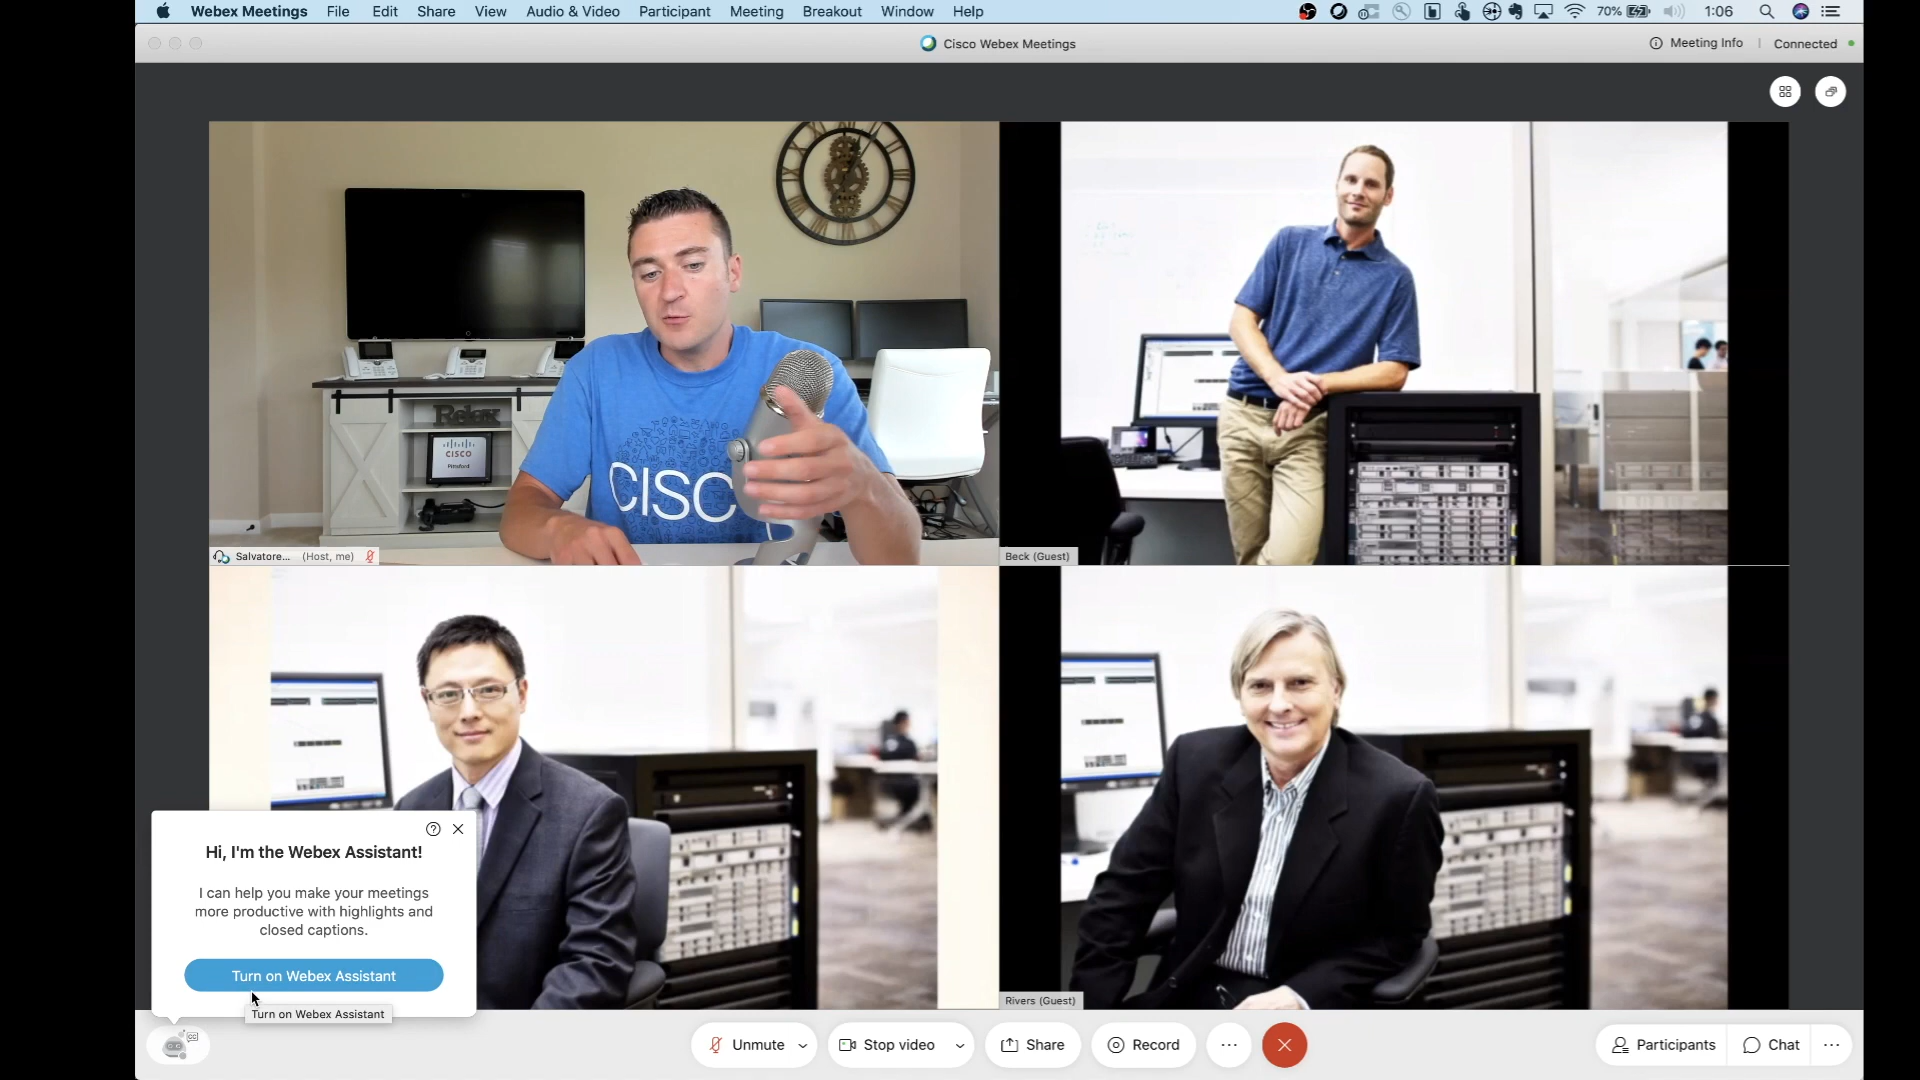 Webex Meetings File Edit Share View Audio & Video Participant Meeting Breakout Window Help
70% 1:06
Cisco Webex Meetings
Meeting Info
Connected
Relax
CISCO
Pittsford
CISC
Salvatore... (Host, me)
Beck (Guest)
Hi, I'm the Webex Assistant!
I can help you make your meetings
more productive with highlights and
closed captions.
Turn on Webex Assistant
Turn on Webex Assistant
Rivers (Guest)
CC
Unmute
Stop video
Share
Record
Participants
Chat